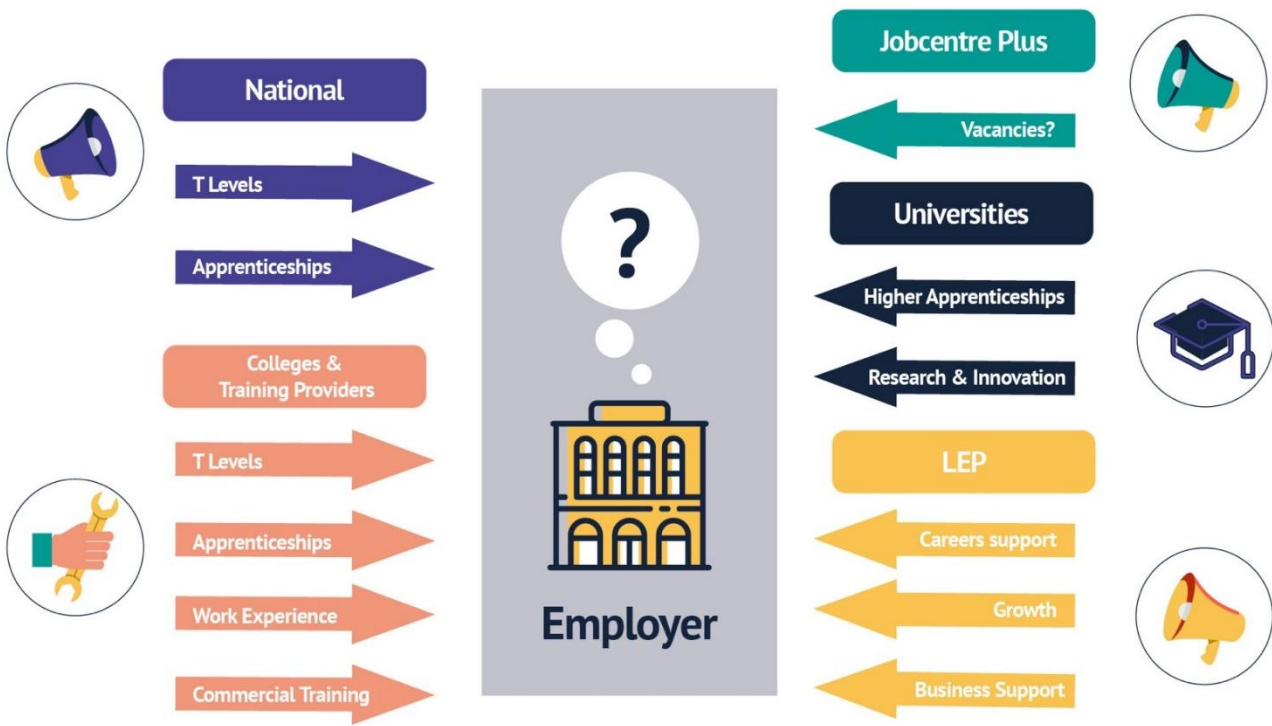 National
T Levels
Apprenticeships
Colleges &
Training Providers
T Levels
Apprenticeships
Work Experience
Commercial Training
?
Employer
Jobcentre Plus
Vacancies?
Universities
Higher Apprenticeships
Research & Innovation
LEP
Careers support
Growth
Business Support